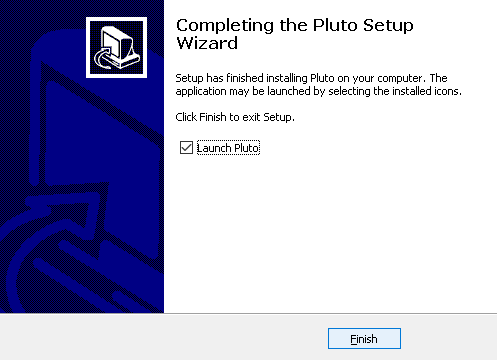 Completing the Pluto Setup
Wizard
Setup has finished installing Pluto on your computer. The
application may be launched by selecting the installed icons.
Click Finish to exit Setup.
Launch Pluto
Finish